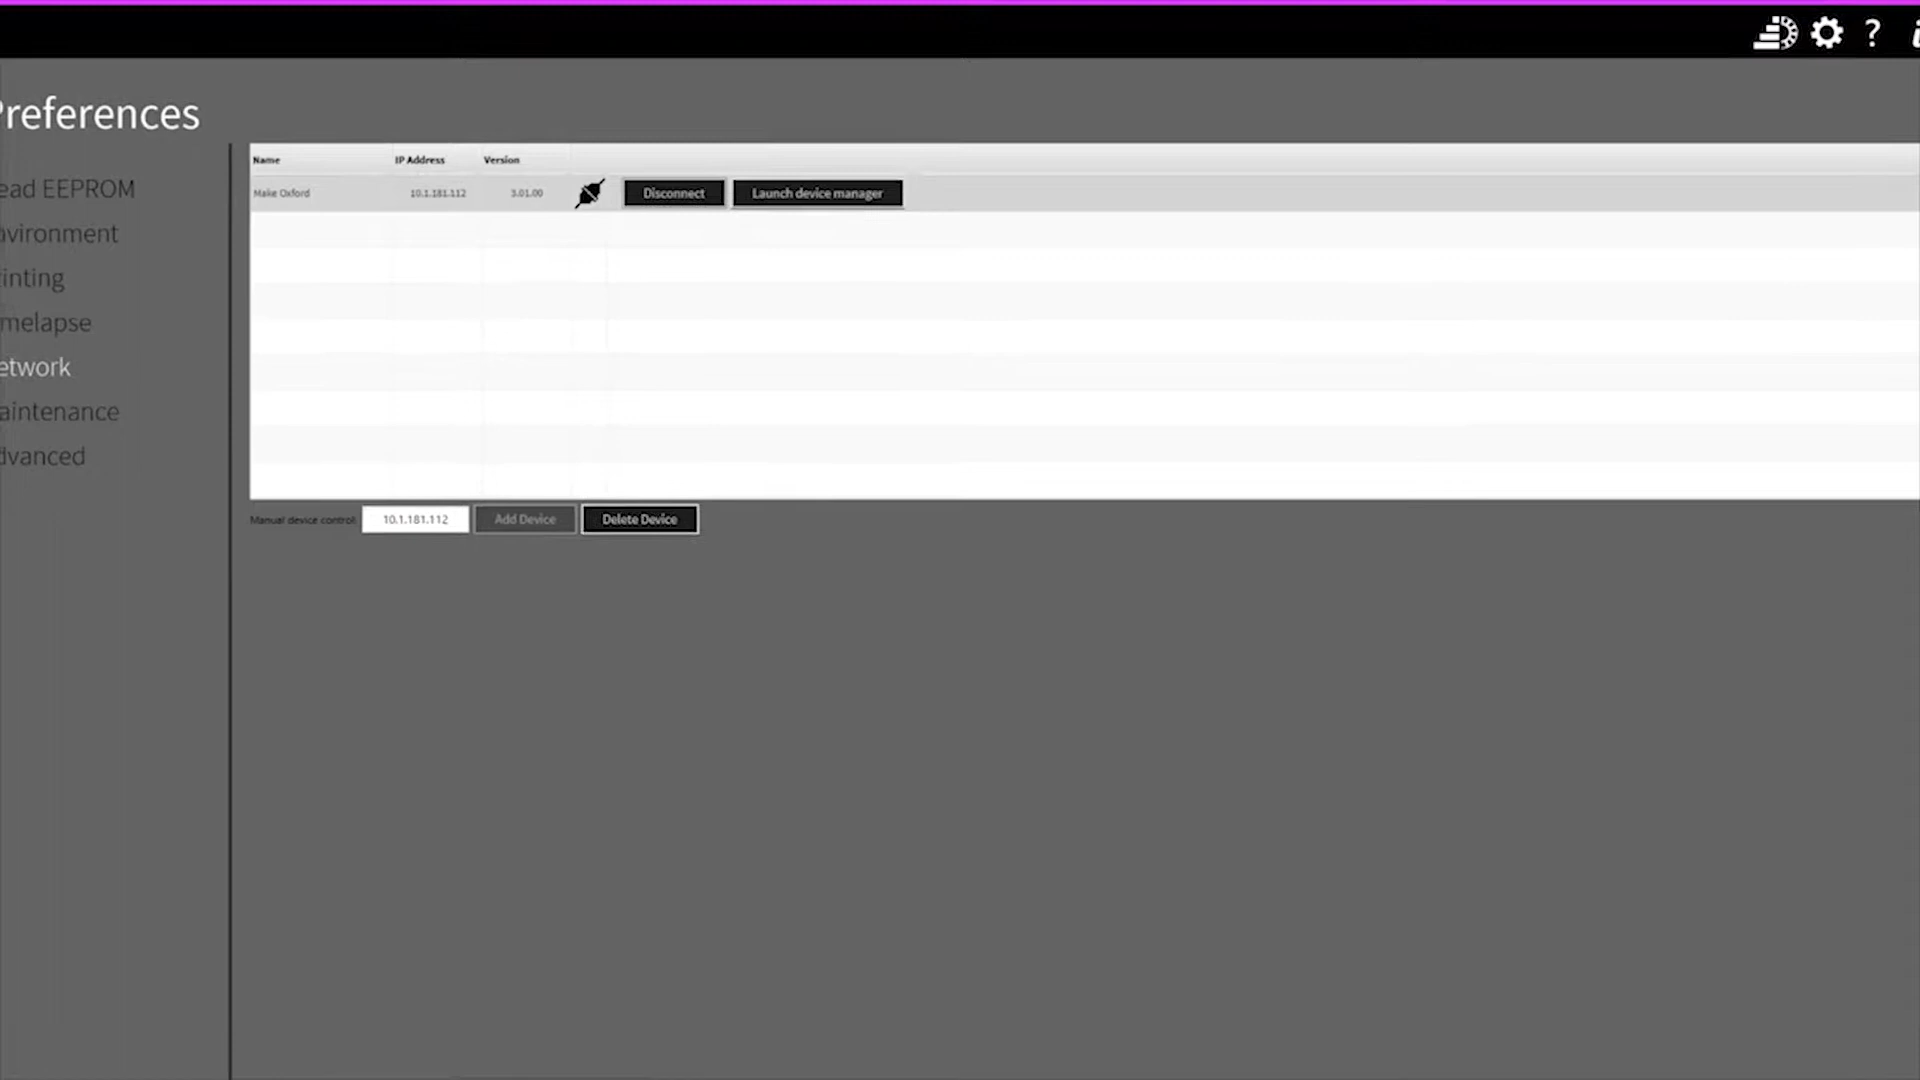 ?
references
ead EEPROM
vironment
inting
melapse
etwork
aintenance
dvanced
Name IP Address Version
Make Oxford 10.1.181.112 3.01.00 Disconnect Launch device manager
Manual device control: 10.1.181.112 Add Device Delete Device